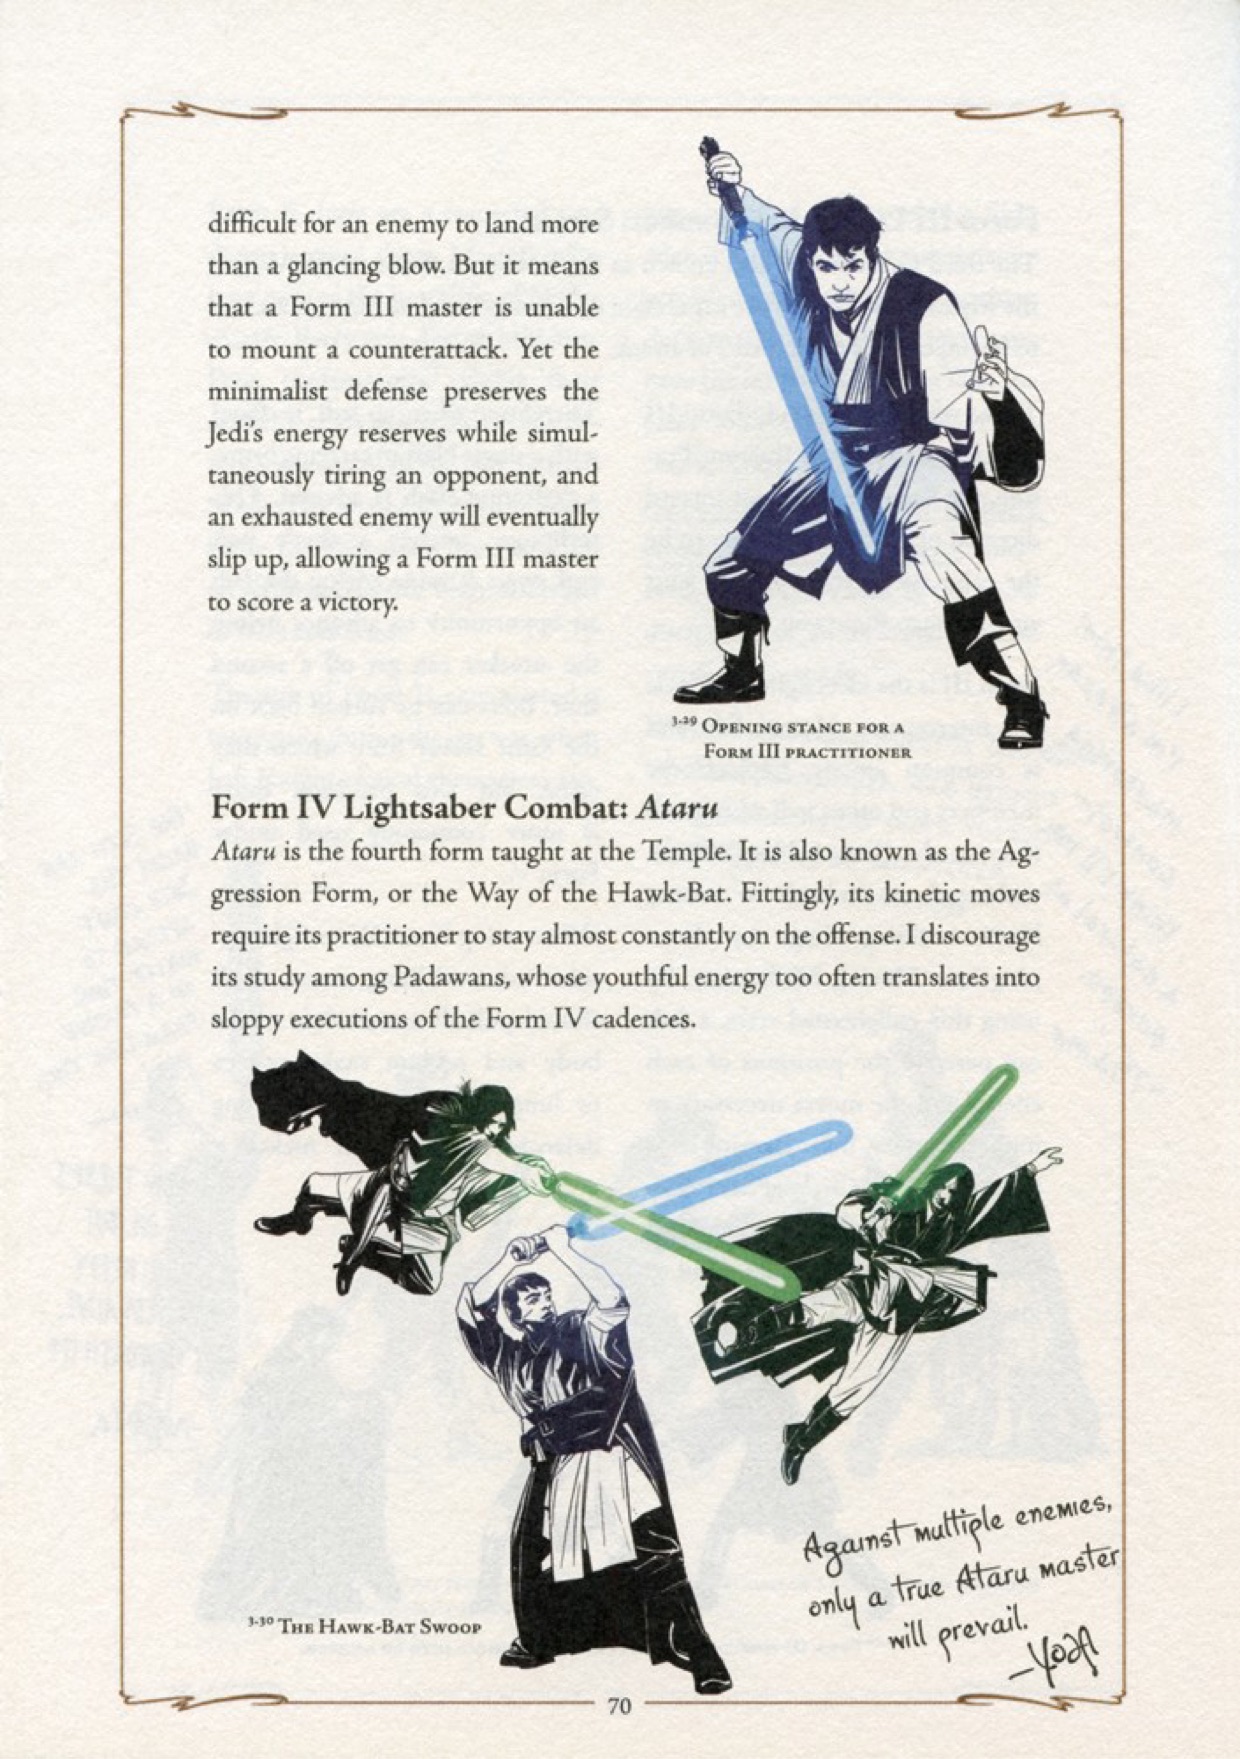 difficult for an enemy to land more
than a glancing blow. But it means
that a Form III master is unable
to mount a counterattack. Yet the
minimalist defense preserves the
Jedi's energy reserves while simul-
taneously tiring an opponent, and
an exhausted enemy will eventually
slip up, allowing a Form III master
to score a victory.
3-29 Opening stance for a
Form III practitioner
Form IV Lightsaber Combat: Ataru
Ataru is the fourth form taught at the Temple. It is also known as the Ag-
gression Form, or the Way of the Hawk-Bat. Fittingly, its kinetic moves
require its practitioner to stay almost constantly on the offense. I discourage
its study among Padawans, whose youthful energy too often translates into
sloppy executions of the Form IV cadences.
Against multiple enemies,
only a true Ataru master
will prevail.
—Yoda
3-30 The Hawk-Bat Swoop
70